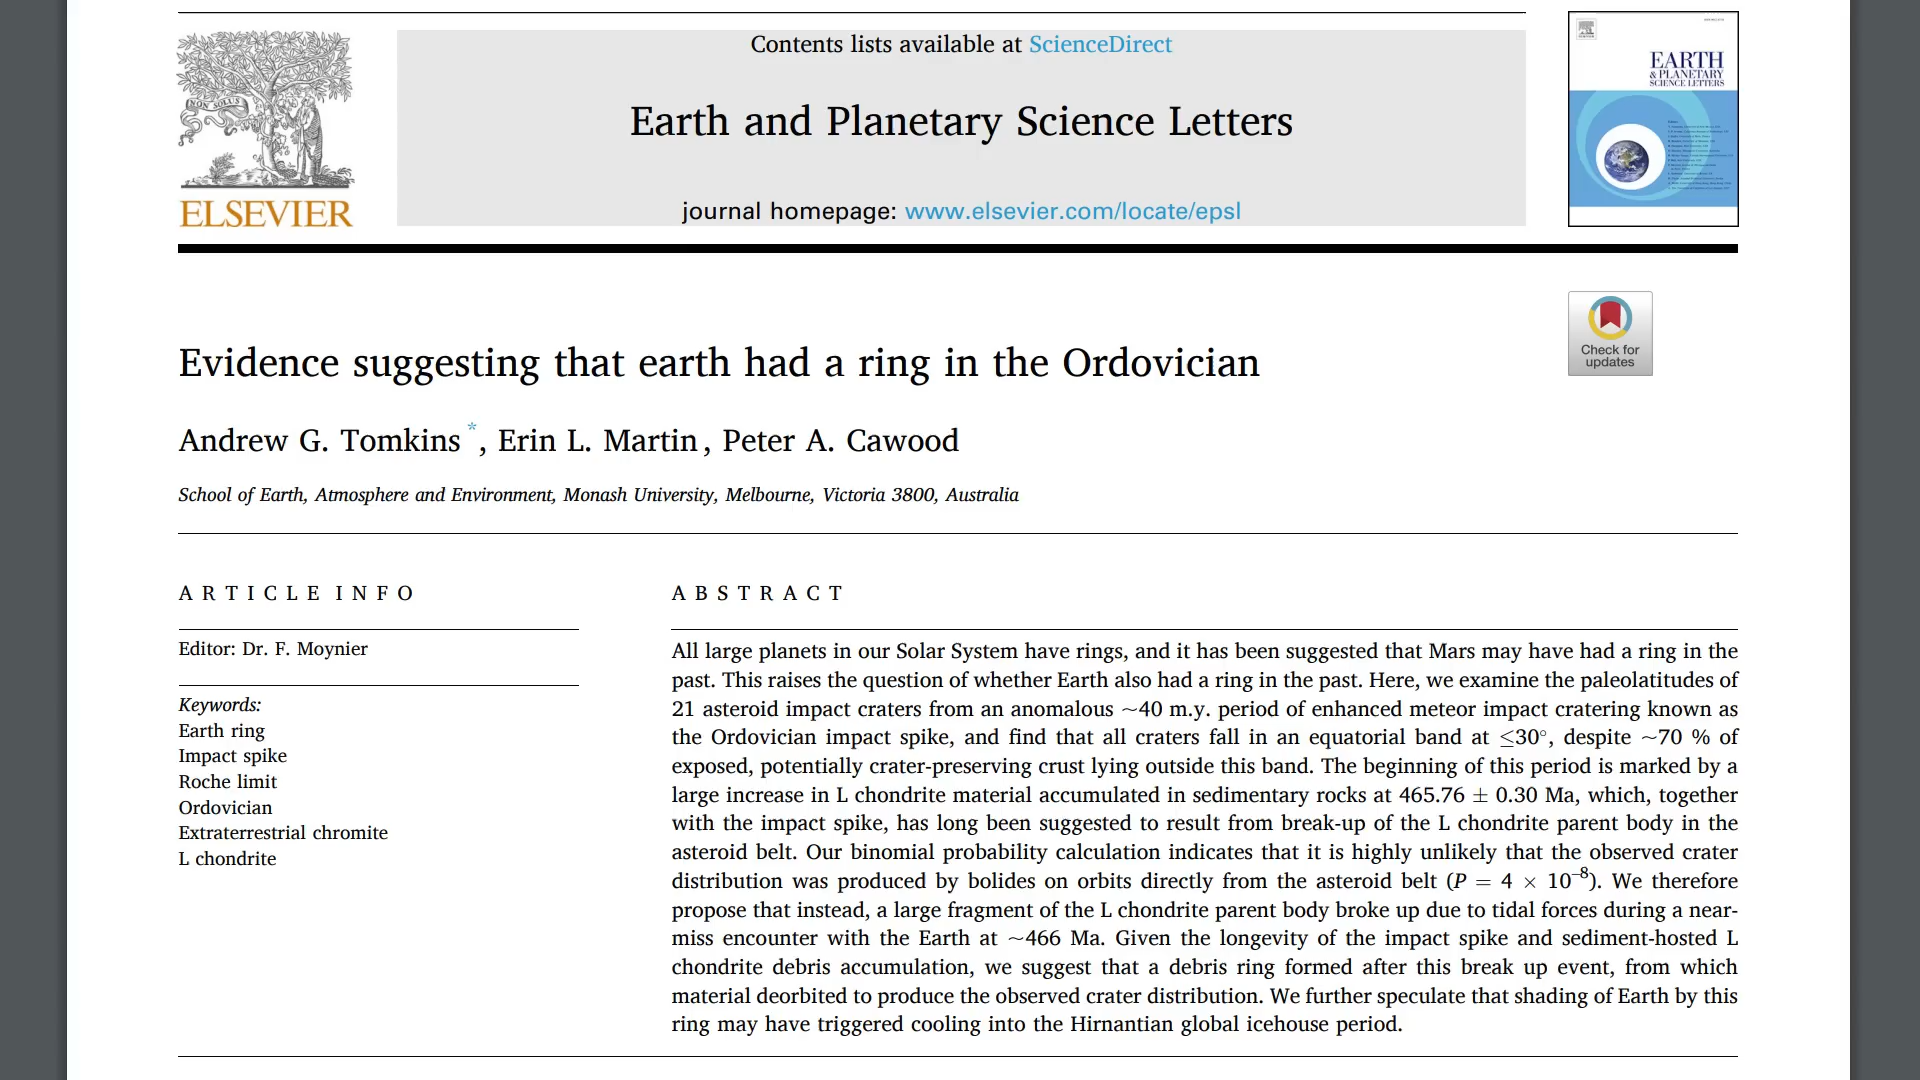 Contents lists available at ScienceDirect
Earth and Planetary Science Letters
journal homepage: www.elsevier.com/locate/epsl
NON SOLUS
ELSEVIER
EARTH
& PLANETARY
SCIENCE LETTERS
Check for
updates
Evidence suggesting that earth had a ring in the Ordovician
Andrew G. Tomkins *, Erin L. Martin, Peter A. Cawood
School of Earth, Atmosphere and Environment, Monash University, Melbourne, Victoria 3800, Australia
ARTICLE INFO
Editor: Dr. F. Moynier
Keywords:
Earth ring
Impact spike
Roche limit
Ordovician
Extraterrestrial chromite
L chondrite
ABSTRACT
All large planets in our Solar System have rings, and it has been suggested that Mars may have had a ring in the
past. This raises the question of whether Earth also had a ring in the past. Here, we examine the paleolatitudes of
21 asteroid impact craters from an anomalous ~40 m.y. period of enhanced meteor impact cratering known as
the Ordovician impact spike, and find that all craters fall in an equatorial band at ≤30°, despite ~70 % of
exposed, potentially crater-preserving crust lying outside this band. The beginning of this period is marked by a
large increase in L chondrite material accumulated in sedimentary rocks at 465.76 ± 0.30 Ma, which, together
with the impact spike, has long been suggested to result from break-up of the L chondrite parent body in the
asteroid belt. Our binomial probability calculation indicates that it is highly unlikely that the observed crater
distribution was produced by bolides on orbits directly from the asteroid belt (P = 4 × 10⁻⁸). We therefore
propose that instead, a large fragment of the L chondrite parent body broke up due to tidal forces during a near-
miss encounter with the Earth at ~466 Ma. Given the longevity of the impact spike and sediment-hosted L
chondrite debris accumulation, we suggest that a debris ring formed after this break up event, from which
material deorbited to produce the observed crater distribution. We further speculate that shading of Earth by this
ring may have triggered cooling into the Hirnantian global icehouse period.